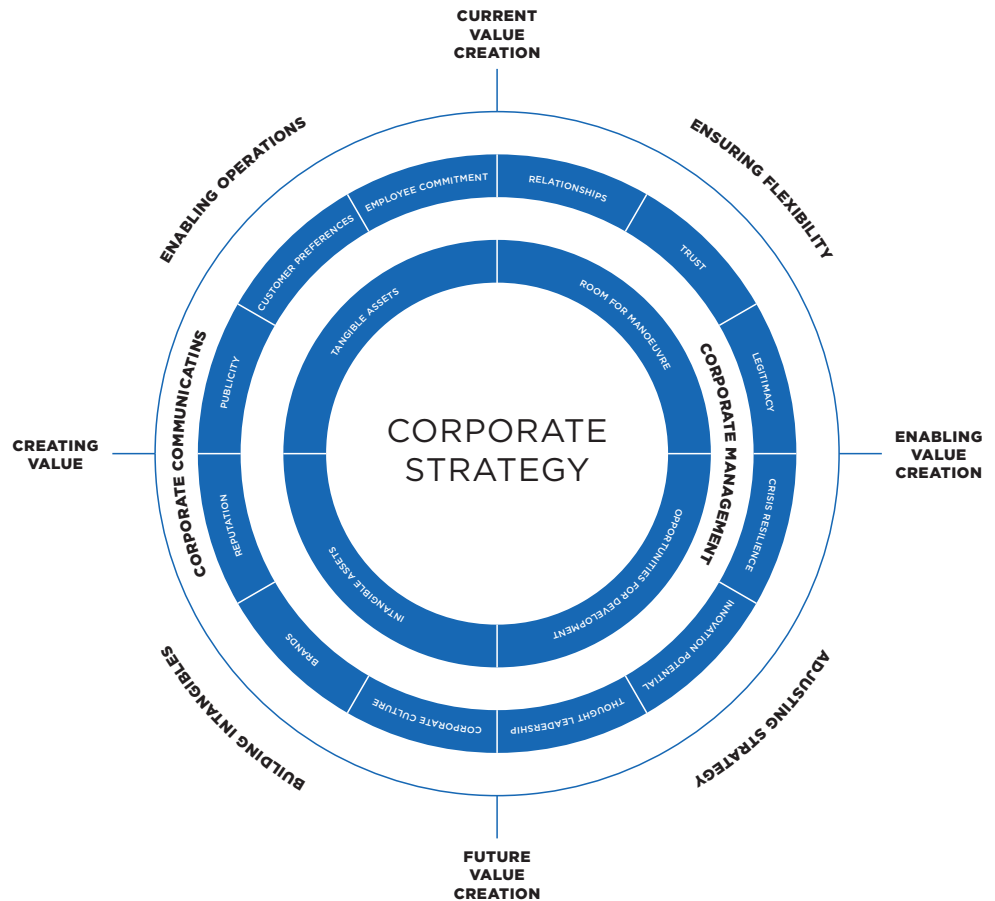 CURRENT
VALUE
CREATION
ENABLING OPERATIONS
ENSURING FLEXIBILITY
EMPLOYEE COMMITMENT
RELATIONSHIPS
CUSTOMER PREFERENCES
TRUST
TANGIBLE ASSETS
ROOM FOR MANOEUVRE
PUBLICITY
LEGITIMACY
CORPORATE COMMUNICATINS
CORPORATE MANAGEMENT
CORPORATE
STRATEGY
CREATING
VALUE
ENABLING
VALUE
CREATION
REPUTATION
CRISIS RESILIENCE
INTANGIBLE ASSETS
OPPORTUNITIES FOR DEVELOPMENT
BRANDS
INNOVATION POTENTIAL
CORPORATE CULTURE
THOUGHT LEADERSHIP
BUILDING INTANGIBLES
ADJUSTING STRATEGY
FUTURE
VALUE
CREATION